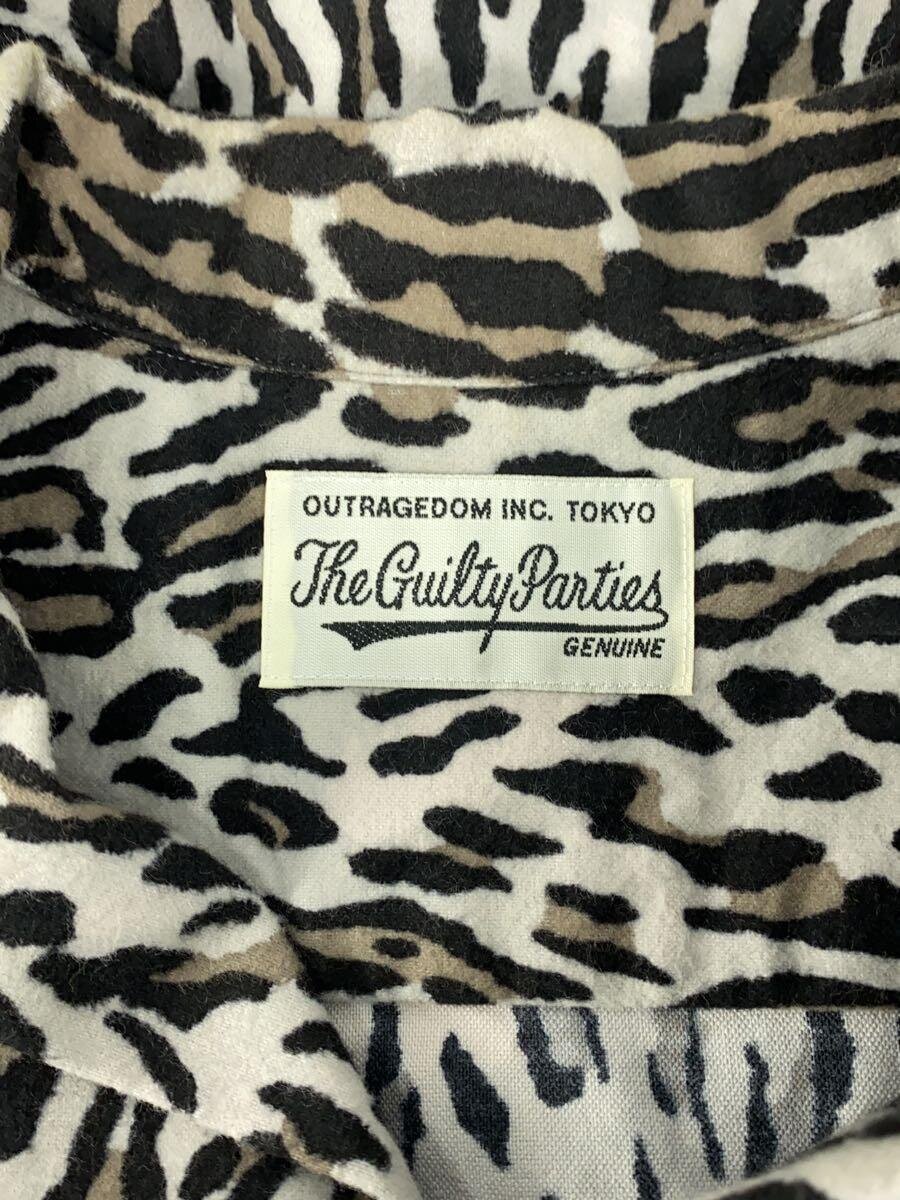 OUTRAGEDOM INC. TOKYO
The Guilty Parties
GENUINE